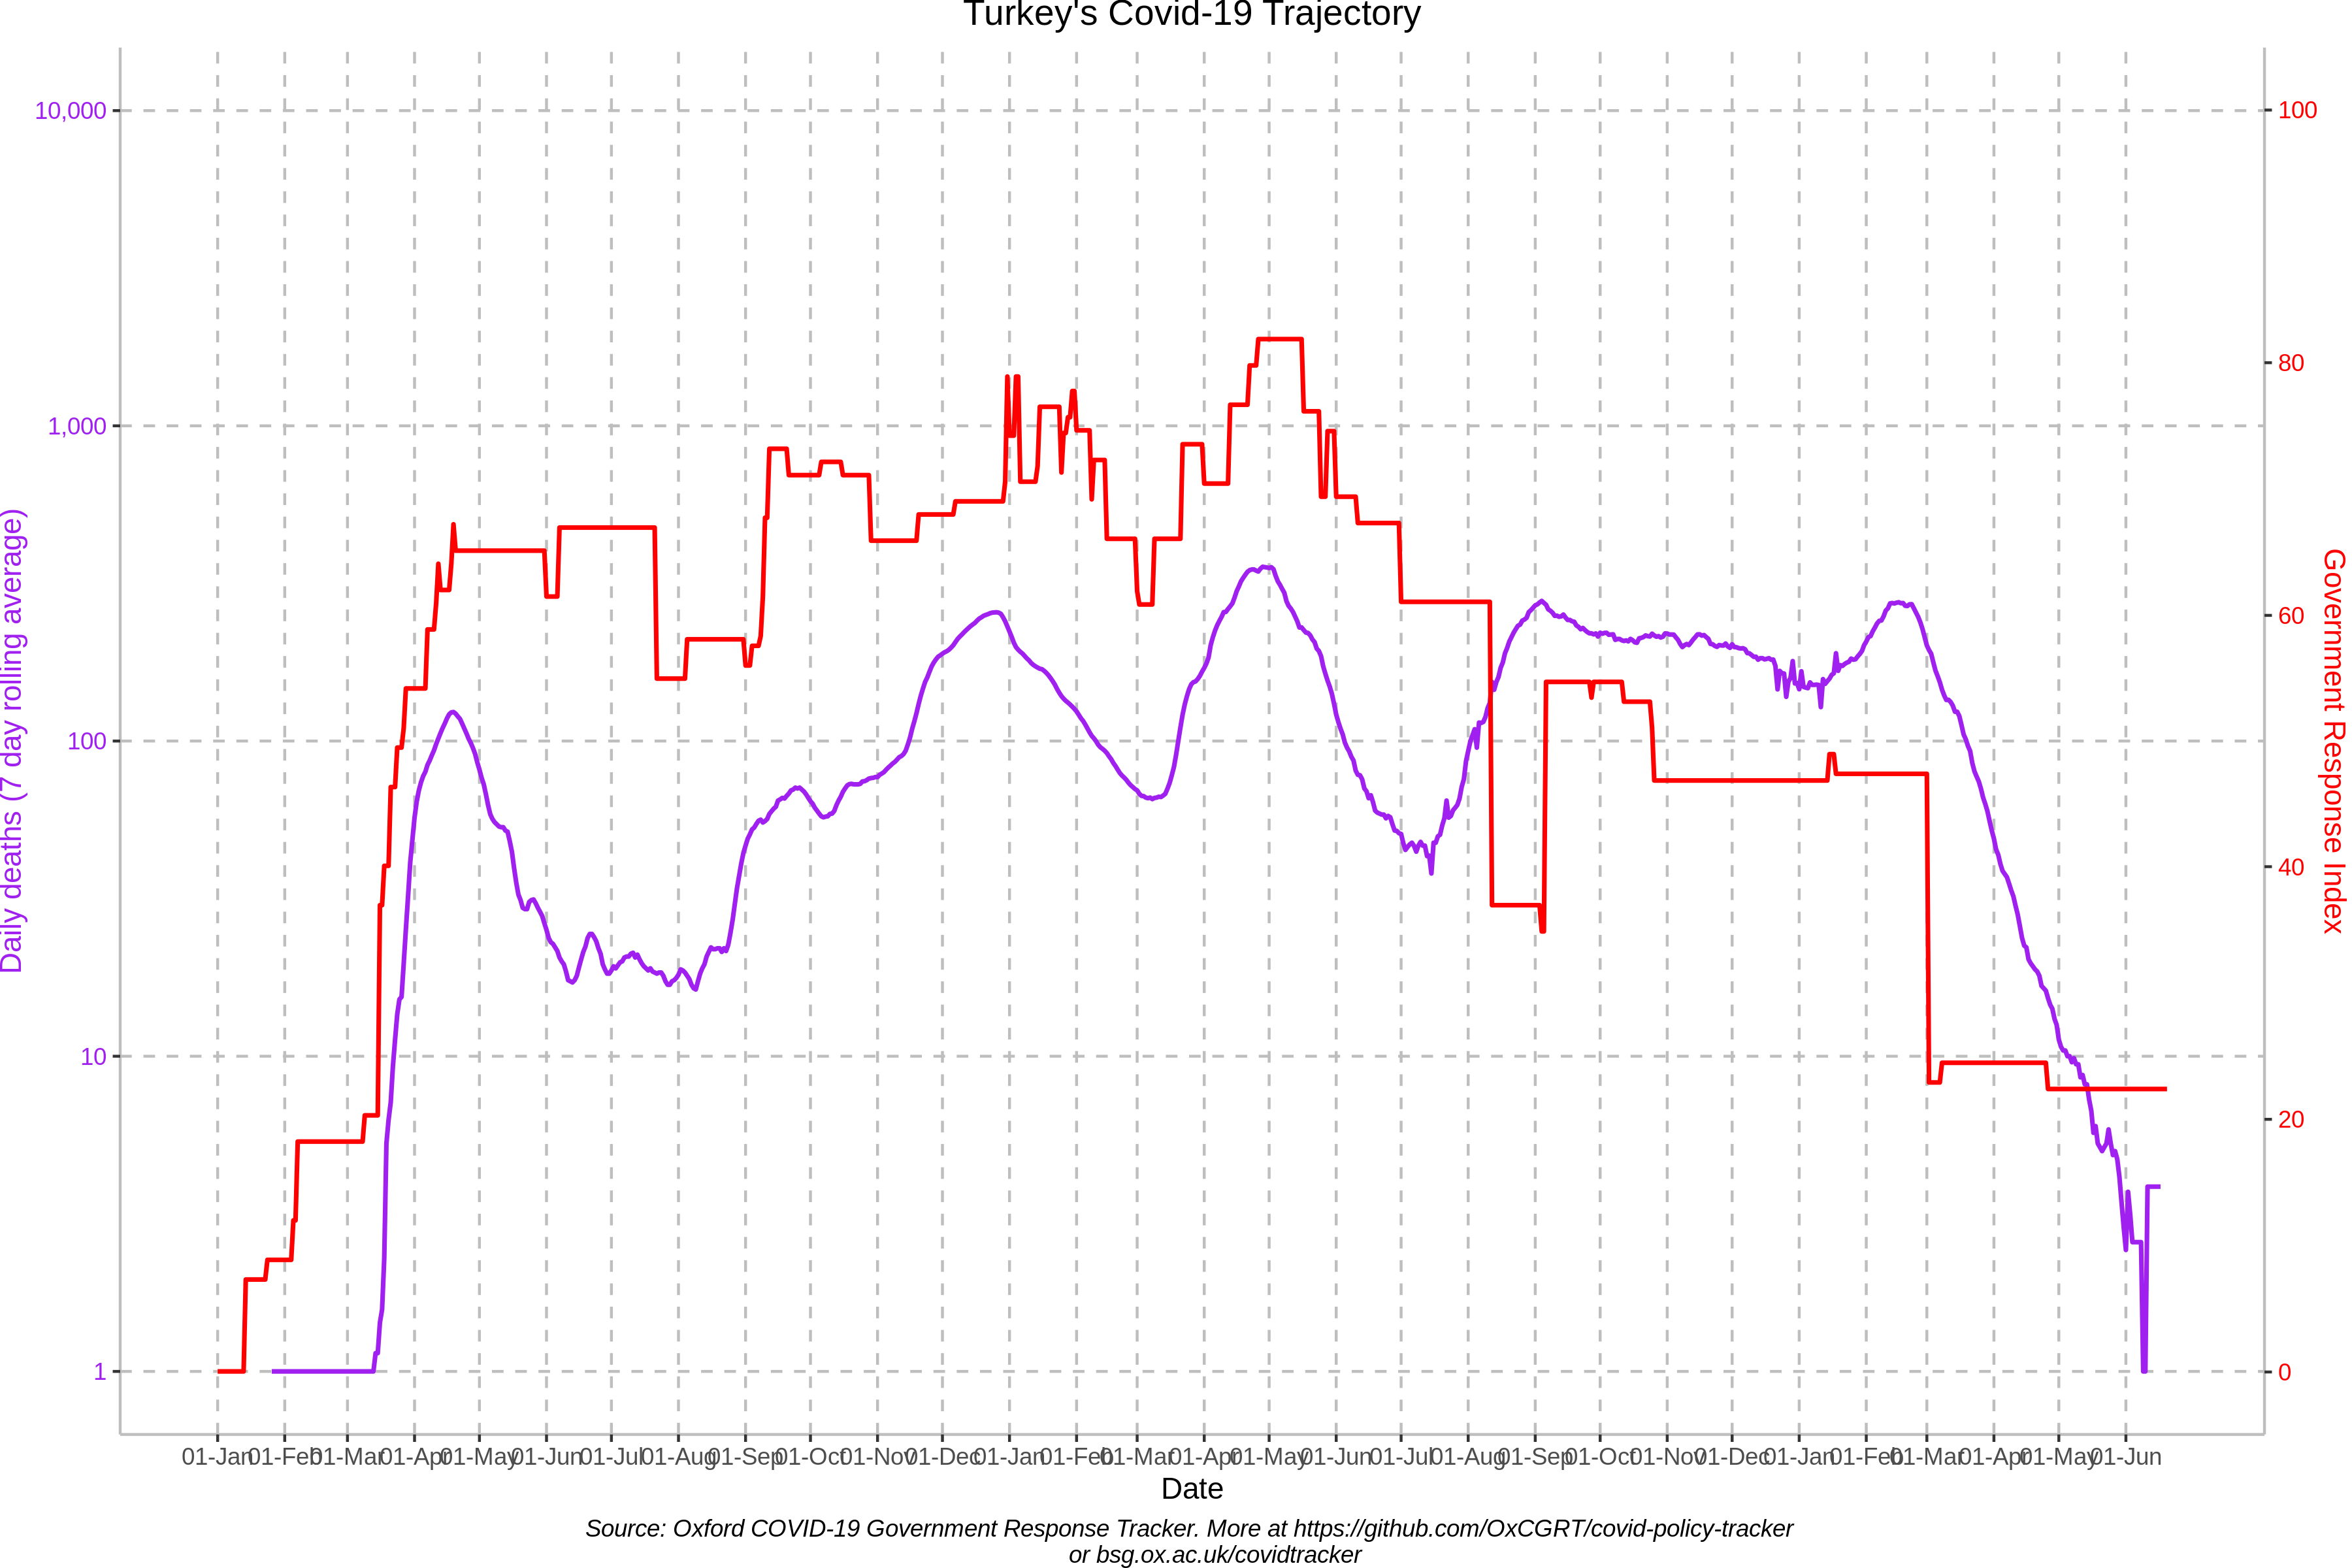 Turkey's Covid-19 Trajectory
10,000
1,000
100
10
1
Daily deaths (7 day rolling average)
100
80
60
40
20
0
Government Response Index
01-Jan 01-Feb 01-Mar 01-Apr 01-May 01-Jun 01-Jul 01-Aug 01-Sep 01-Oct 01-Nov 01-Dec 01-Jan 01-Feb 01-Mar 01-Apr 01-May 01-Jun 01-Jul 01-Aug 01-Sep 01-Oct 01-Nov 01-Dec 01-Jan 01-Feb 01-Mar 01-Apr 01-May 01-Jun
Date
Source: Oxford COVID-19 Government Response Tracker. More at https://github.com/OxCGRT/covid-policy-tracker
or bsg.ox.ac.uk/covidtracker